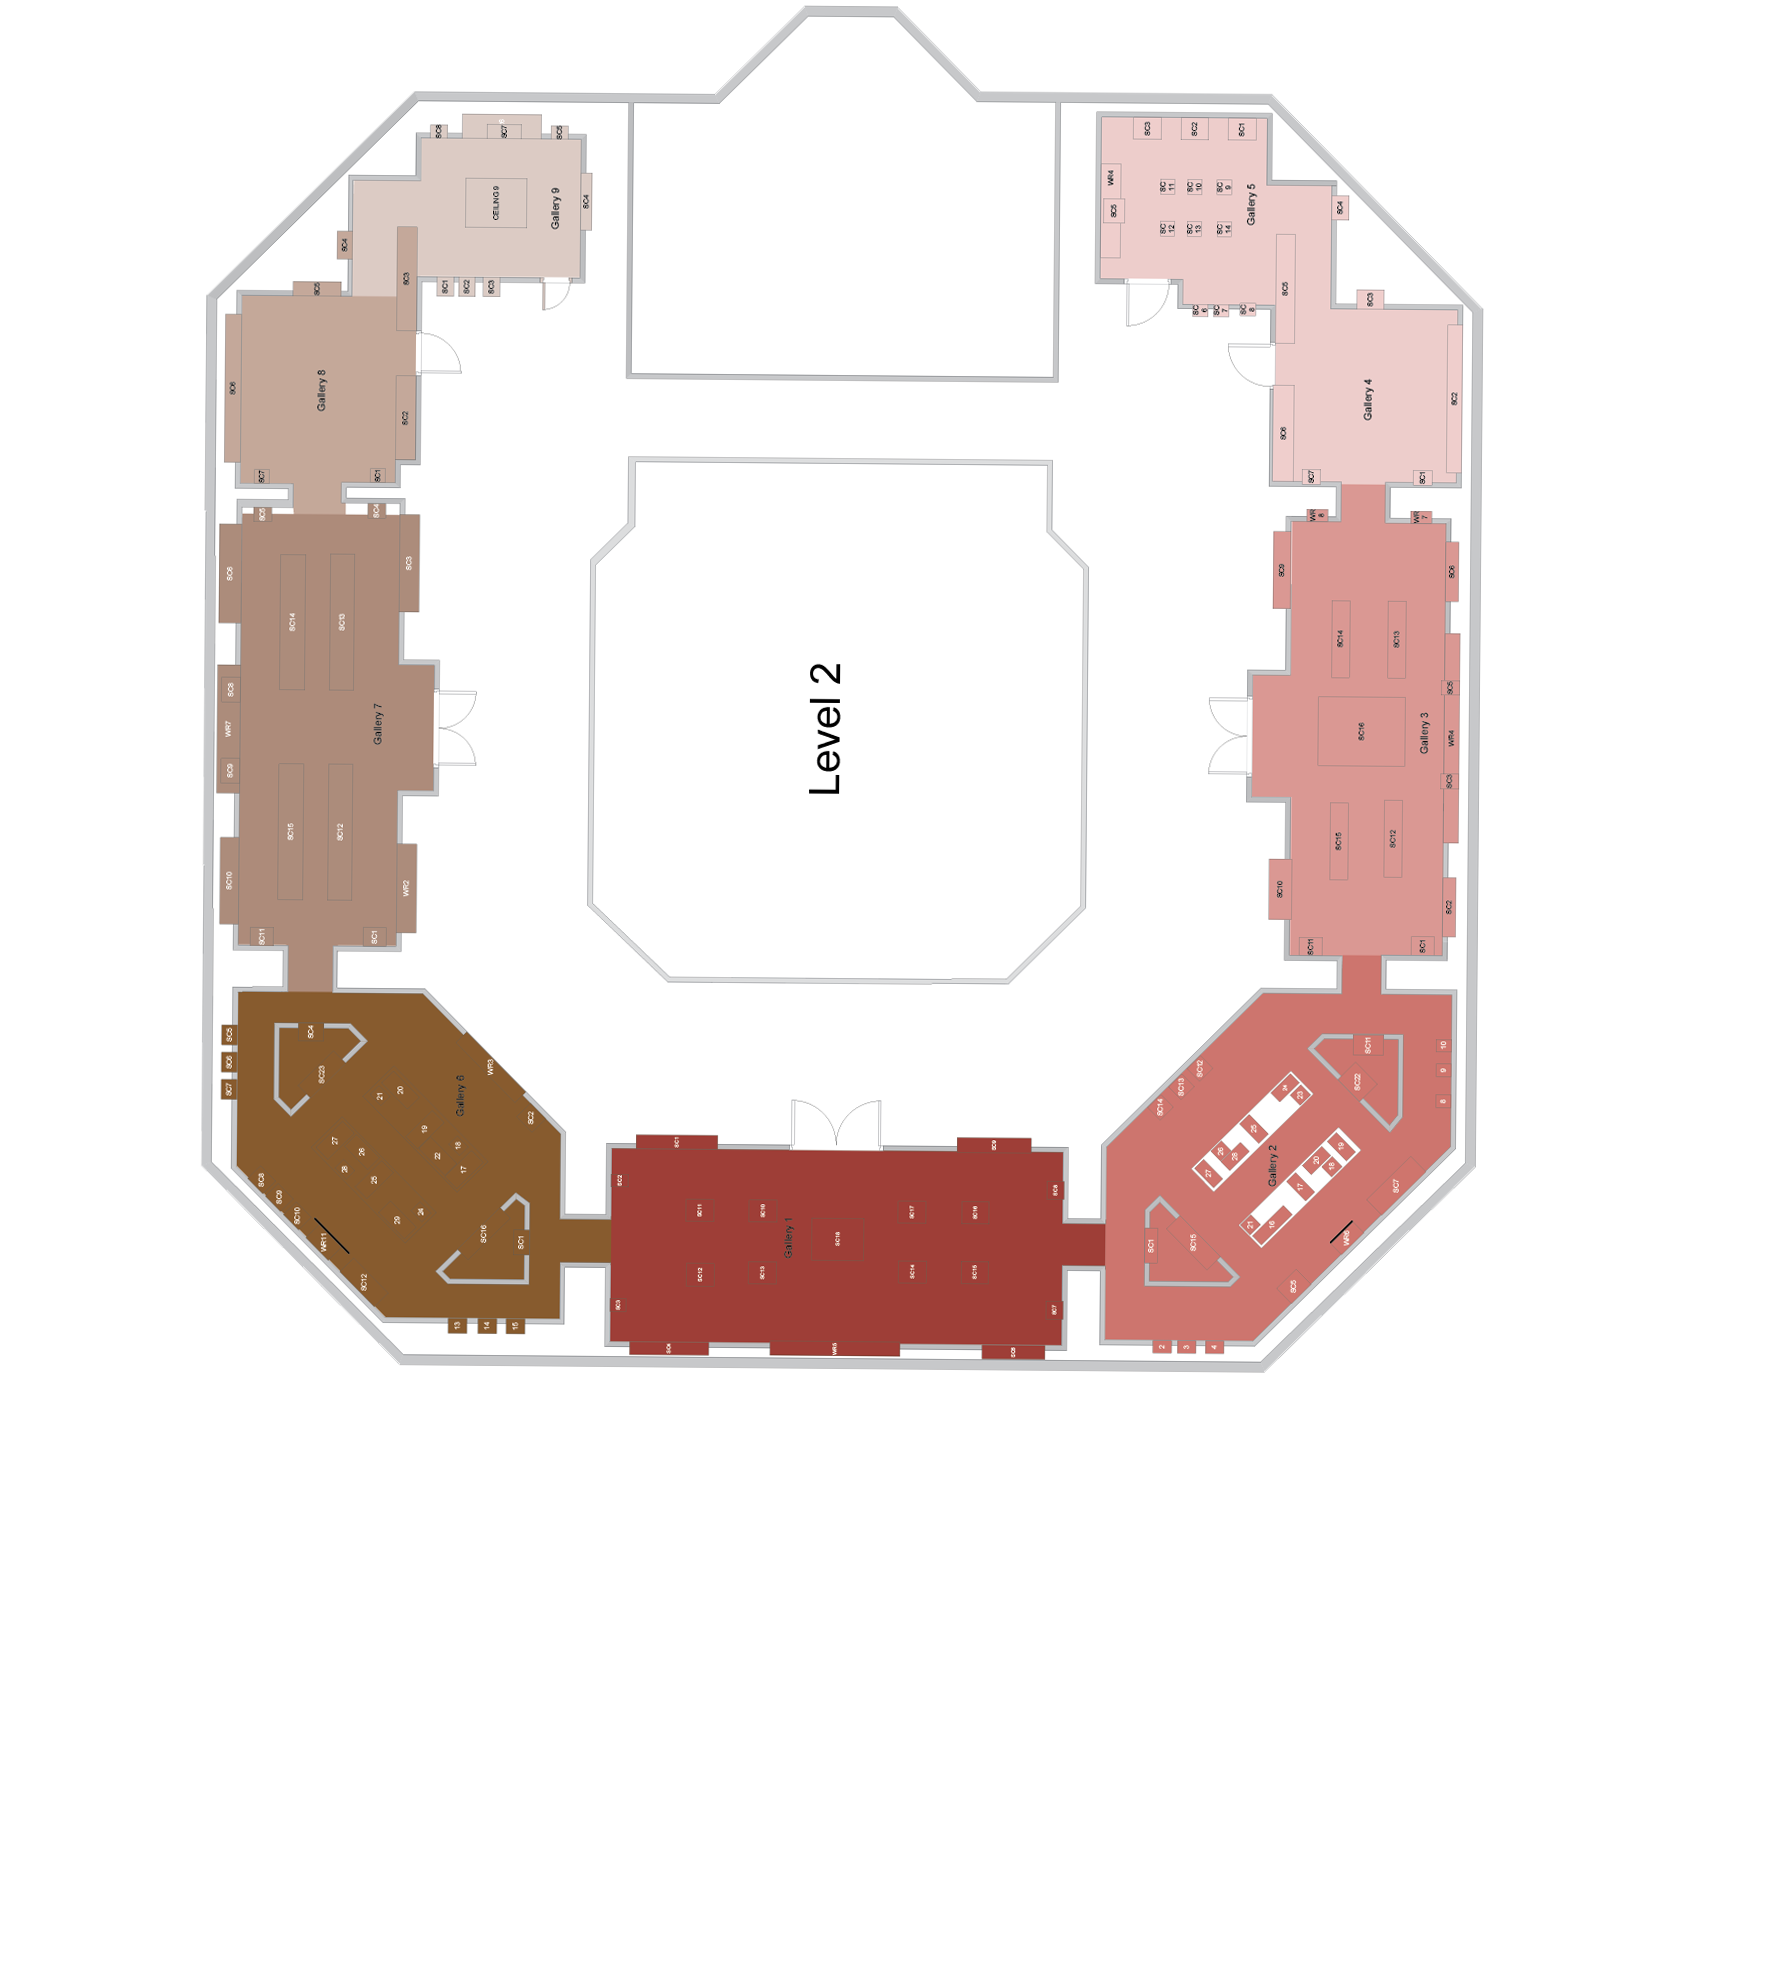 Level 2
Gallery 9
SC8
SC7
SC5
CEILING 9
SC4
SC1
SC2
SC3
Gallery 5
SC3
SC2
SC1
WR4
SC5
SC 11
SC 10
SC 9
SC 12
SC 13
SC 14
SC 6
SC 7
SC 8
Gallery 8
SC4
SC5
SC3
SC6
SC2
SC7
SC1
Gallery 4
SC4
SC3
SC5
SC2
SC6
SC7
SC1
Gallery 7
SC5
SC4
SC6
SC3
SC14
SC13
SC8
WR7
SC9
SC15
SC12
SC10
WR2
SC11
SC1
Gallery 3
WR 8
WR 7
SC9
SC6
SC14
SC13
SC5
SC16
WR4
SC3
SC15
SC12
SC10
SC2
SC11
SC1
Gallery 6
SC5
SC6
SC7
SC4
SC23
WR3
SC2
21
20
27
26
28
25
19
18
22
17
29
24
SC8
SC9
SC10
WR11
SC12
SC16
SC1
13
14
15
Gallery 1
SC1
SC9
SC2
SC8
SC11
SC10
SC17
SC16
SC18
SC12
SC13
SC14
SC15
SC3
SC7
WR5
Gallery 2
SC11
SC22
10
9
8
SC12
SC13
SC14
24
23
25
26
28
27
19
20
18
17
16
21
SC7
WR6
SC5
SC1
SC15
2
3
4